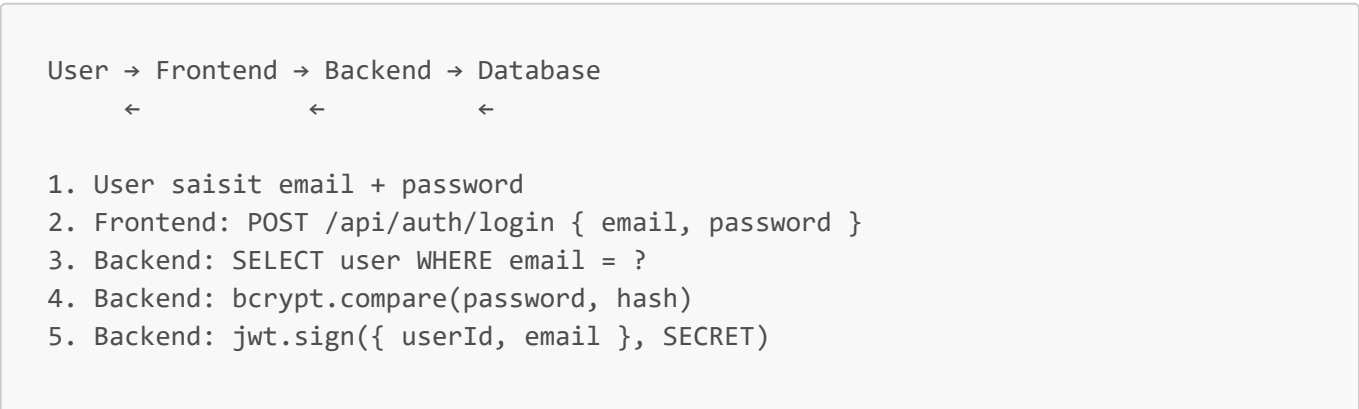 User → Frontend → Backend → Database
← ← ←
1. User saisit email + password
2. Frontend: POST /api/auth/login { email, password }
3. Backend: SELECT user WHERE email = ?
4. Backend: bcrypt.compare(password, hash)
5. Backend: jwt.sign({ userId, email }, SECRET)